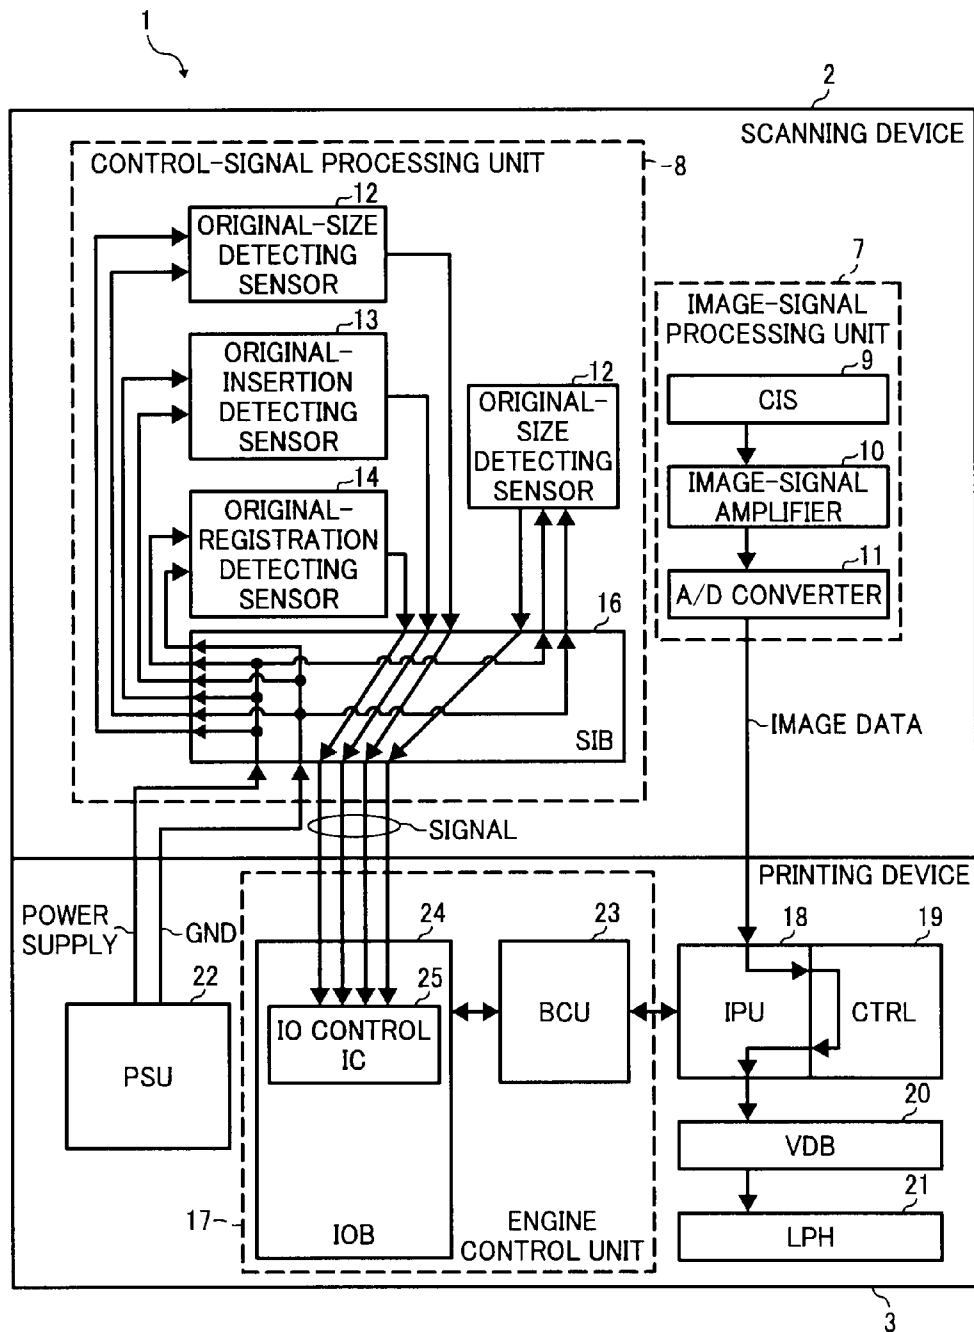 1
2
SCANNING DEVICE
CONTROL-SIGNAL PROCESSING UNIT
8
12
ORIGINAL-SIZE
DETECTING
SENSOR
7
IMAGE-SIGNAL
PROCESSING UNIT
13
ORIGINAL-
INSERTION
DETECTING
SENSOR
9
CIS
12
ORIGINAL-
SIZE
DETECTING
SENSOR
10
IMAGE-SIGNAL
AMPLIFIER
14
ORIGINAL-
REGISTRATION
DETECTING
SENSOR
11
A/D CONVERTER
16
SIB
IMAGE DATA
SIGNAL
PRINTING DEVICE
POWER
SUPPLY
GND
22
PSU
24
25
IO CONTROL
IC
IOB
23
BCU
18
IPU
19
CTRL
20
VDB
21
LPH
17
ENGINE
CONTROL UNIT
3